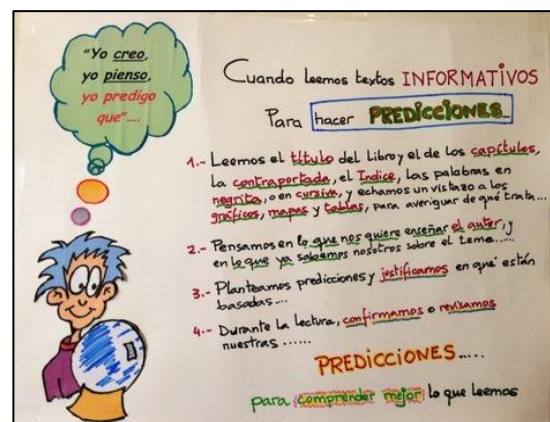 "Yo creo,
yo pienso,
yo predigo
que"....
Cuando leemos textos INFORMATIVOS
Para hacer PREDICCIONES...
1.- Leemos el título del Libro y el de los capítulos,
la contraportada, el Indice, las palabras en
negrita, o en cursiva, y echamos un vistazo a los
gráficos, mapas y tablas, para averiguar de qué trata...
2.- Pensamos en lo que nos quiere enseñar el autor, y
en lo que ya sabemos nosotros sobre el tema......
3.- Planteamos predicciones y justificamos en qué están
basadas....
4.- Durante la lectura, confirmamos o revisamos
nuestras ......
PREDICCIONES....
para comprender mejor lo que leemos